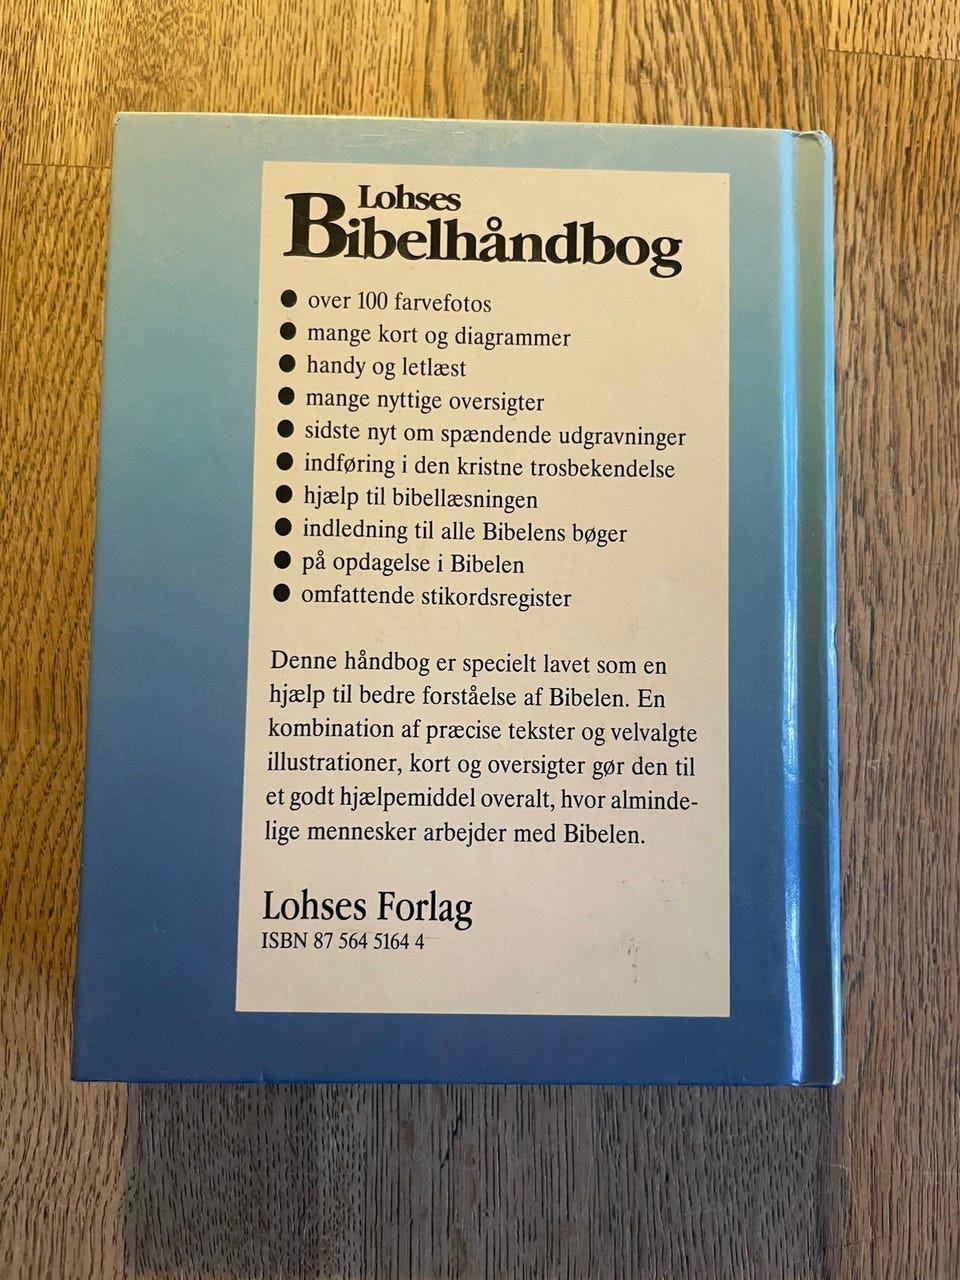 Lohses
Bibelhåndbog
● over 100 farvefotos
● mange kort og diagrammer
● handy og letlæst
● mange nyttige oversigter
● sidste nyt om spændende udgravninger
● indføring i den kristne trosbekendelse
● hjælp til bibellæsningen
● indledning til alle Bibelens bøger
● på opdagelse i Bibelen
● omfattende stikordsregister
Denne håndbog er specielt lavet som en
hjælp til bedre forståelse af Bibelen. En
kombination af præcise tekster og velvalgte
illustrationer, kort og oversigter gør den til
et godt hjælpemiddel overalt, hvor alminde-
lige mennesker arbejder med Bibelen.
Lohses Forlag
ISBN 87 564 5164 4